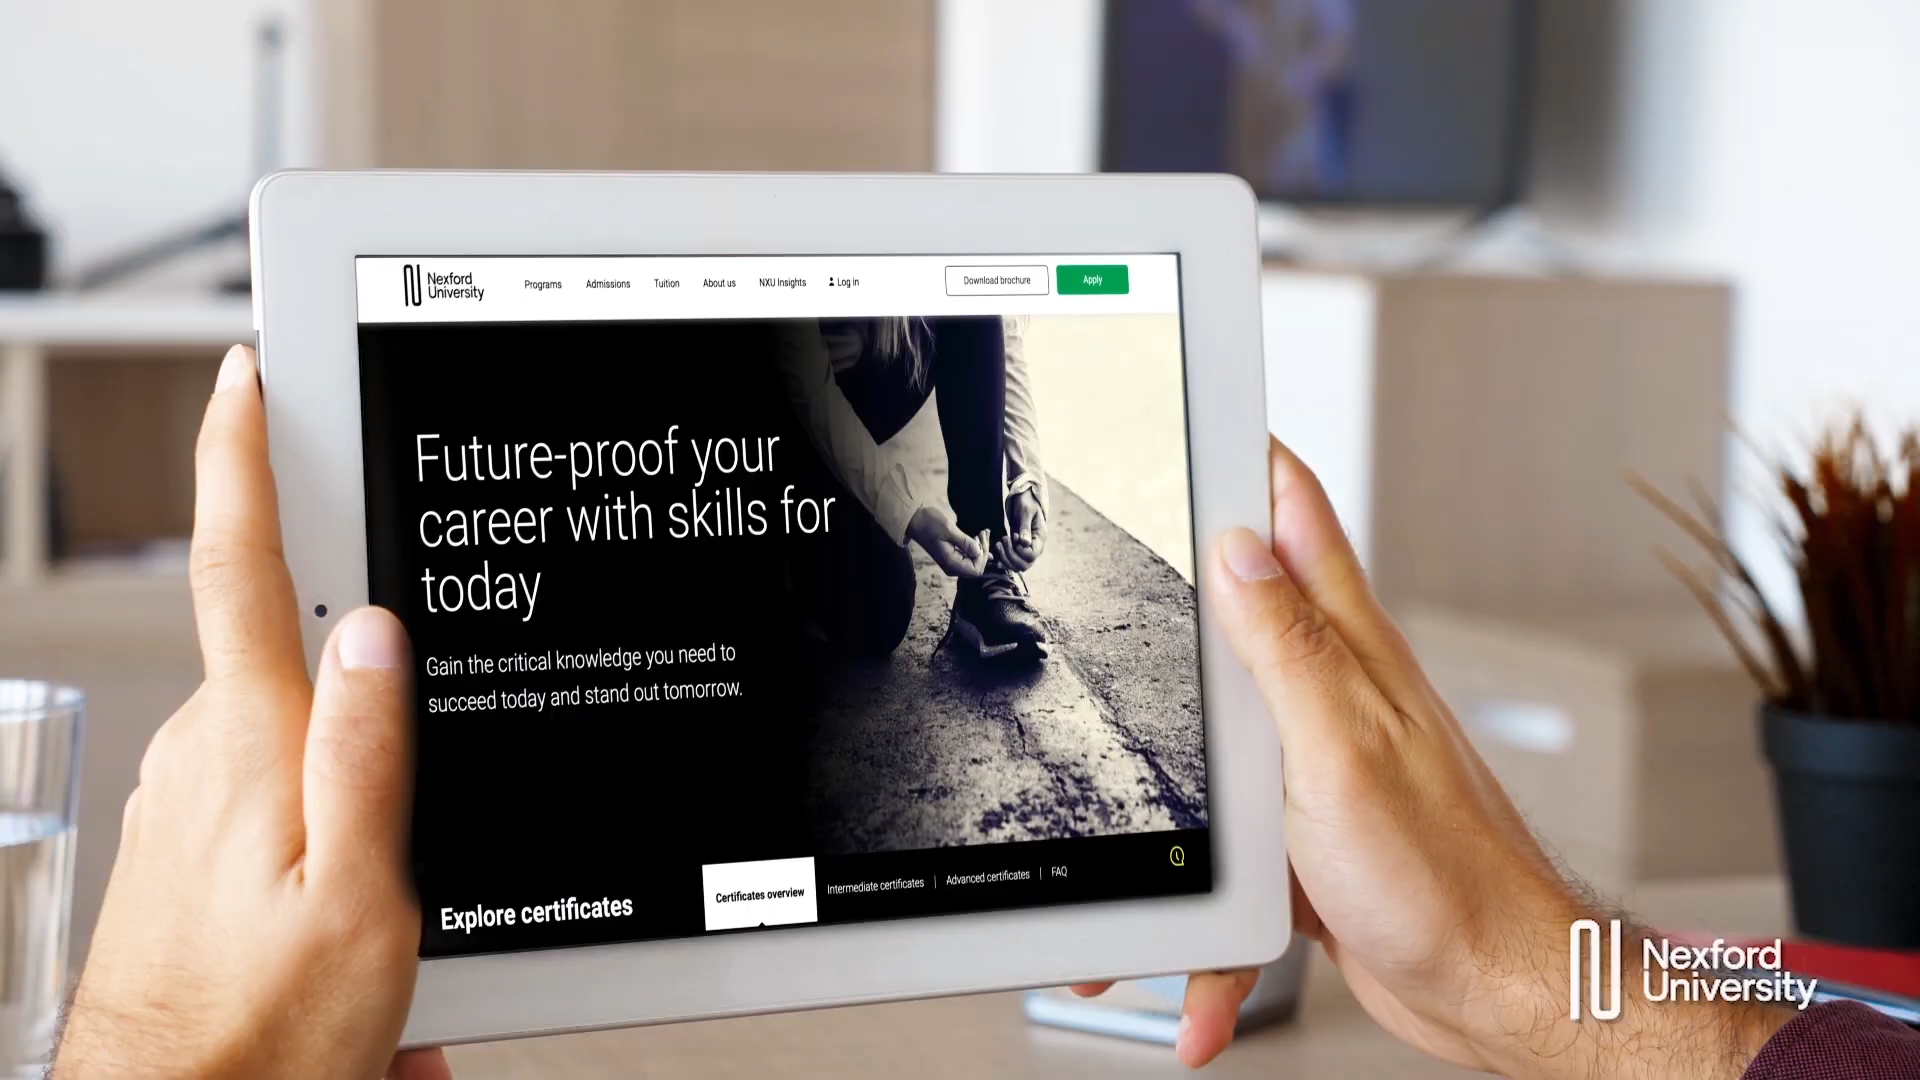 Nexford
University
Programs
Admissions
Tuition
About us
NXU Insights
Log in
Download brochure
Apply
Future-proof your
career with skills for
today
Gain the critical knowledge you need to
succeed today and stand out tomorrow.
Explore certificates
Certificates overview
Intermediate certificates
Advanced certificates
FAQ
Nexford
University